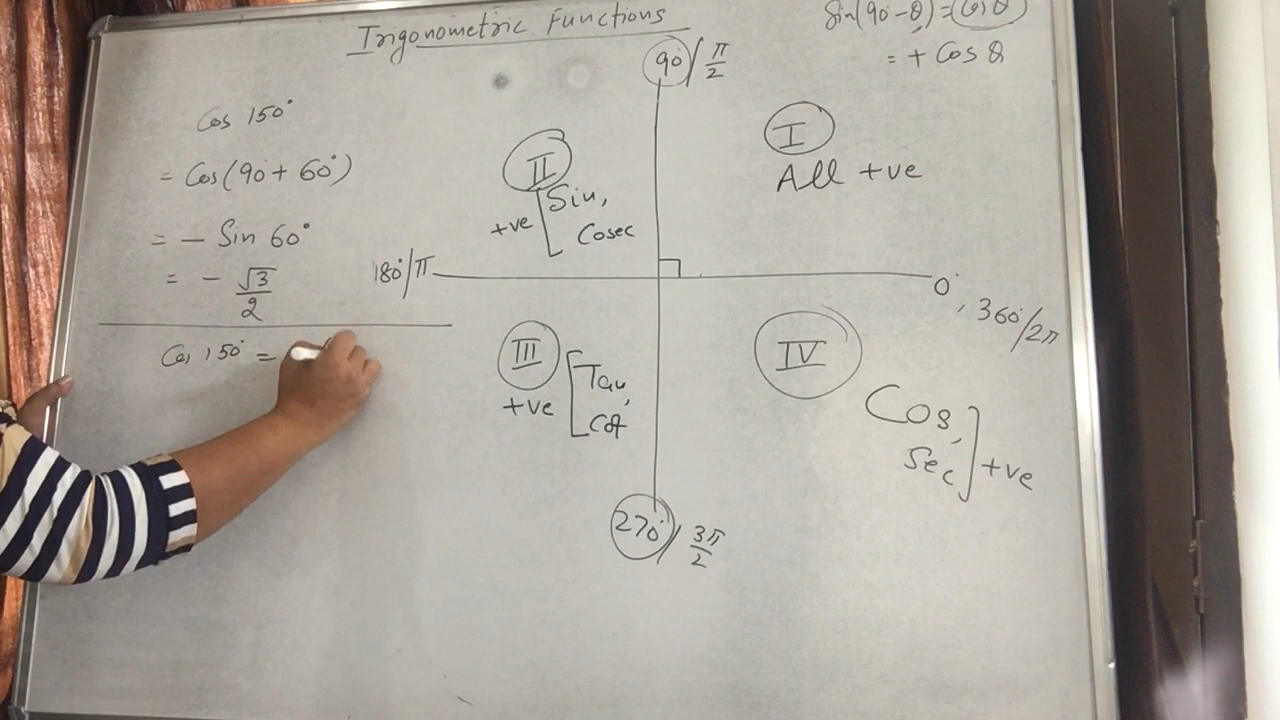 Trigonometric Functions
Sin(90-θ)=Cosθ
= + Cos θ
90°/π/2
Cos 150°
= Cos(90°+60°)
= - Sin 60°
= - √3/2
Cos 150° =
I
All +ve
II
+ve [Sin,
Cosec
180°/π
0°, 360°/2π
III
+ve [Tan,
Cot
IV
Cos,
Sec] +ve
270°/3π/2